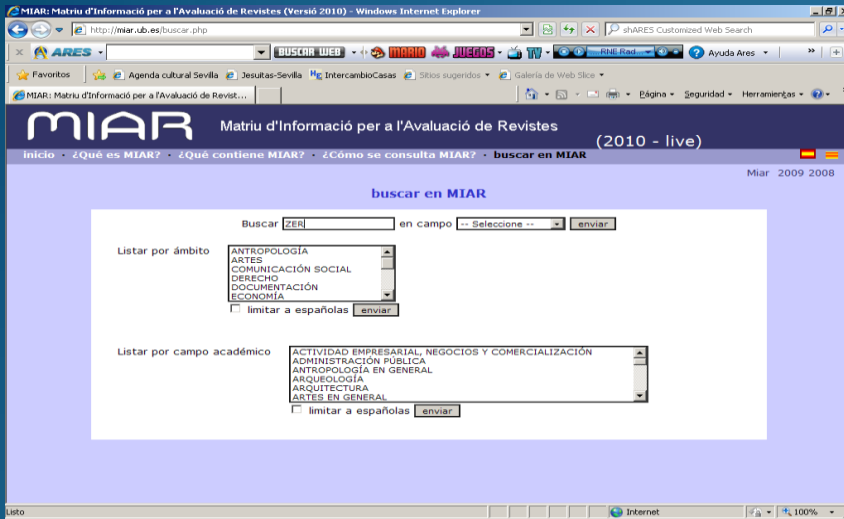 MIAR: Matriu d'Informació per a l'Avaluació de Revistes (Versió 2010) - Windows Internet Explorer
http://miar.ub.es/buscar.php
shARES Customized Web Search
ARES
BUSCAR WEB
MARIO
JUEGOS
TV
RNE Rad
Ayuda Ares
Favoritos
Agenda cultural Sevilla
Jesuitas-Sevilla
IntercambioCasas
Sitios sugeridos
Galería de Web Slice
MIAR: Matriu d'Informació per a l'Avaluació de Revist...
Página
Seguridad
Herramientas
MIAR
Matriu d'Informació per a l'Avaluació de Revistes
(2010 - live)
inicio · ¿Qué es MIAR? · ¿Qué contiene MIAR? · ¿Cómo se consulta MIAR? · buscar en MIAR
Miar 2009 2008
buscar en MIAR
Buscar ZER en campo -- Seleccione -- enviar
Listar por ámbito
ANTROPOLOGÍA
ARTES
COMUNICACIÓN SOCIAL
DERECHO
DOCUMENTACIÓN
ECONOMÍA
limitar a españolas enviar
Listar por campo académico
ACTIVIDAD EMPRESARIAL, NEGOCIOS Y COMERCIALIZACIÓN
ADMINISTRACIÓN PÚBLICA
ANTROPOLOGÍA EN GENERAL
ARQUEOLOGÍA
ARQUITECTURA
ARTES EN GENERAL
limitar a españolas enviar
Listo
Internet
100%